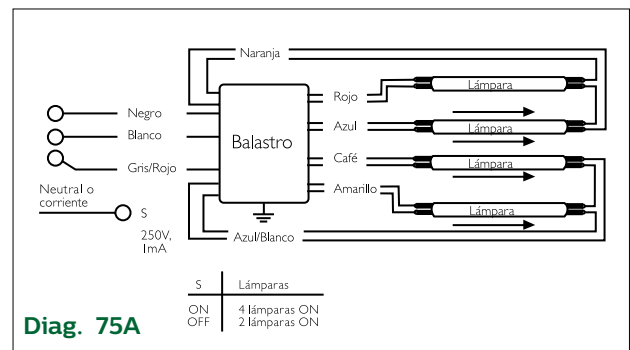 Naranja
Rojo
Lámpara
Negro
Azul
Lámpara
Blanco
Balastro
Café
Lámpara
Gris/Rojo
Amarillo
Neutral o
corriente
S
Lámpara
250V,
1mA
Azul/Blanco
S Lámparas
ON 4 lámparas ON
OFF 2 lámparas ON
Diag. 75A